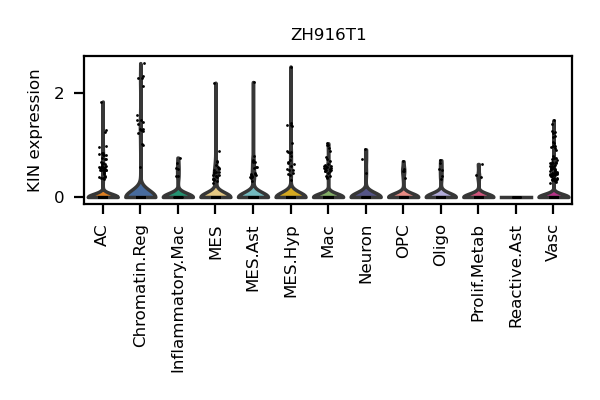 ZH916T1
KIN expression
2
0
AC
Chromatin.Reg
Inflammatory.Mac
MES
MES.Ast
MES.Hyp
Mac
Neuron
OPC
Oligo
Prolif.Metab
Reactive.Ast
Vasc